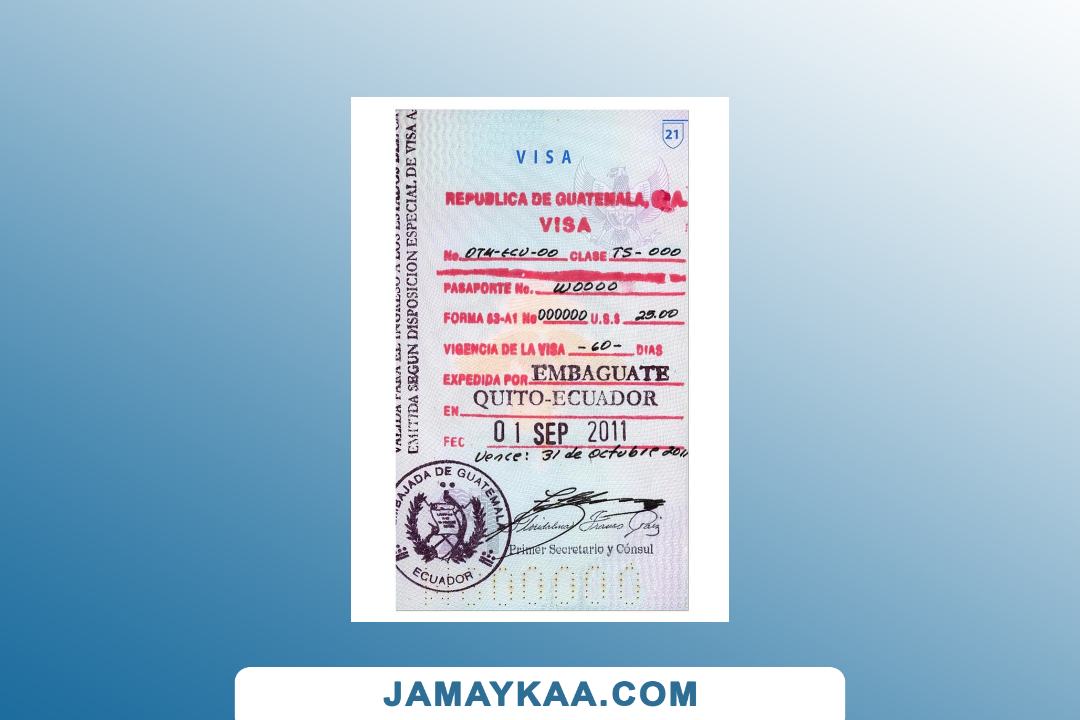 21
VISA
REPUBLICA DE GUATEMALA, C.A.
VISA
No. DTM-ECU-00 CLASE TS-000
PASAPORTE No. W0000
FORMA 63-A1 No 000000 U.S.$ 25.00
VIGENCIA DE LA VISA -60- DIAS
EXPEDIDA POR EMBAGUATE
EN QUITO-ECUADOR
FEC 01 SEP 2011
Vence: 31 de Octubre 2011
Primer Secretario y Cónsul
EMBAJADA DE GUATEMALA
ECUADOR
000000
VALIDA PARA EL INGRESO A LOS ESTADOS
EMITIDA SEGUN DISPOSICION ESPECIAL DE VISA
JAMAYKAA.COM